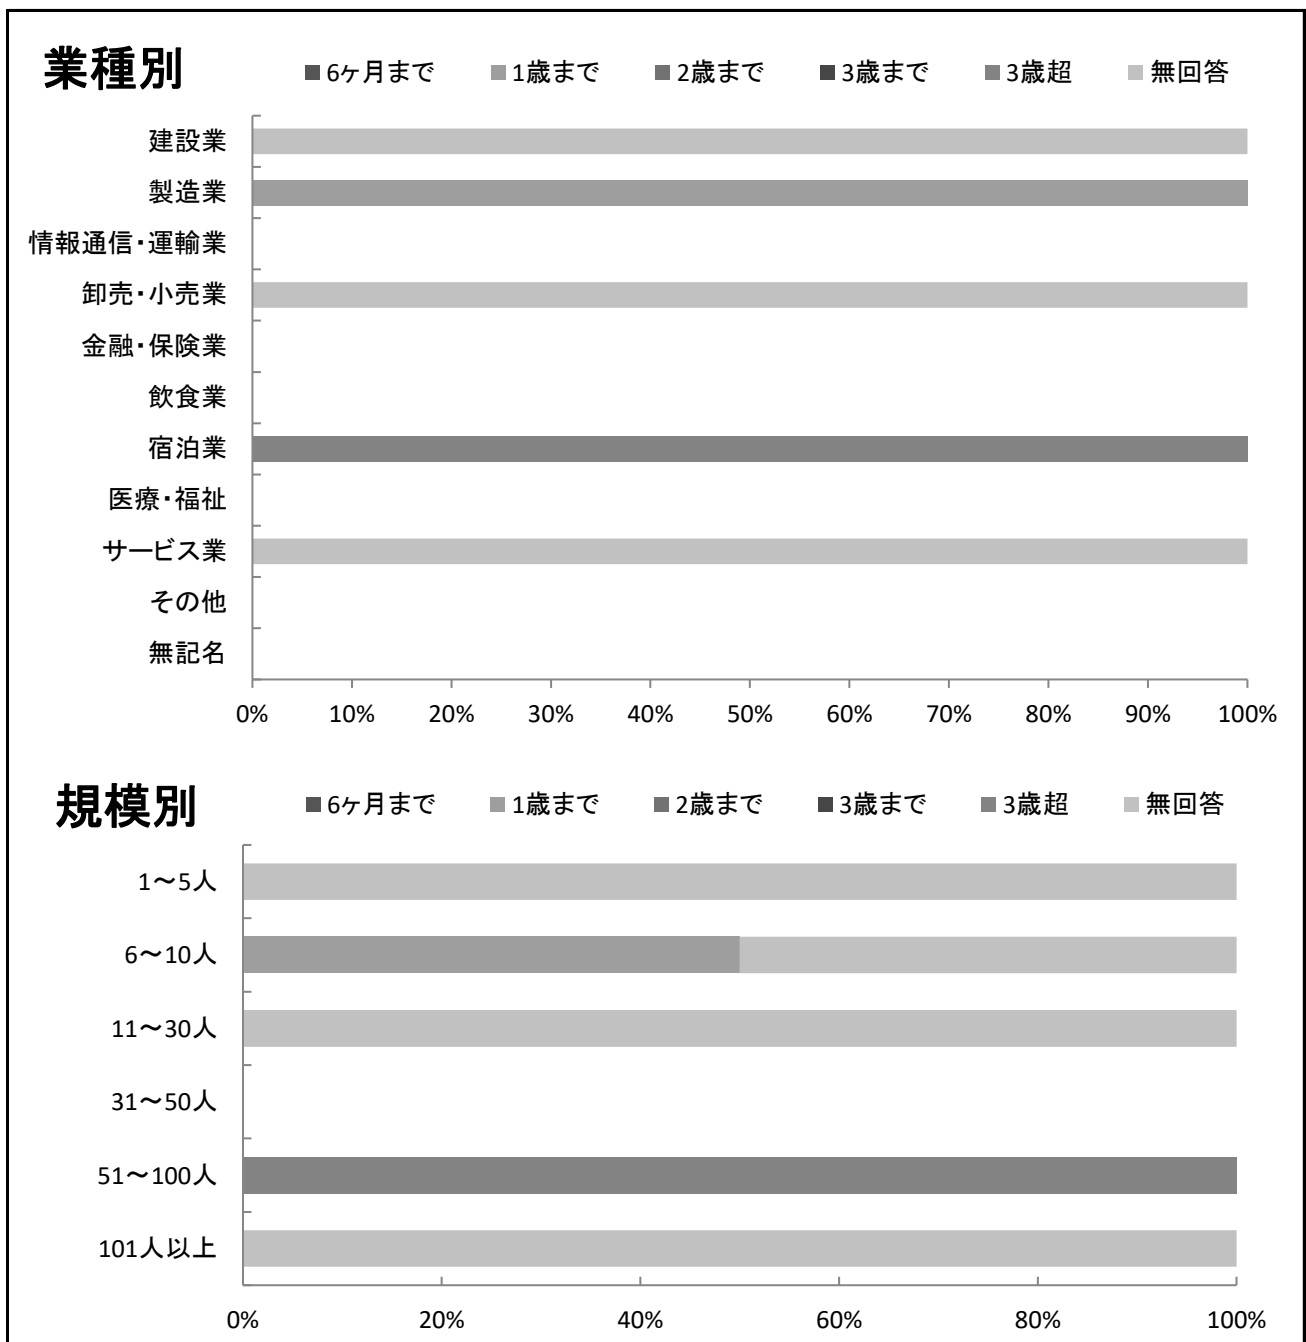 業種別
■6ヶ月まで ■1歳まで ■2歳まで ■3歳まで ■3歳超 ■無回答
建設業
製造業
情報通信・運輸業
卸売・小売業
金融・保険業
飲食業
宿泊業
医療・福祉
サービス業
その他
無記名
0% 10% 20% 30% 40% 50% 60% 70% 80% 90% 100%
規模別
■6ヶ月まで ■1歳まで ■2歳まで ■3歳まで ■3歳超 ■無回答
1～5人
6～10人
11～30人
31～50人
51～100人
101人以上
0% 20% 40% 60% 80% 100%